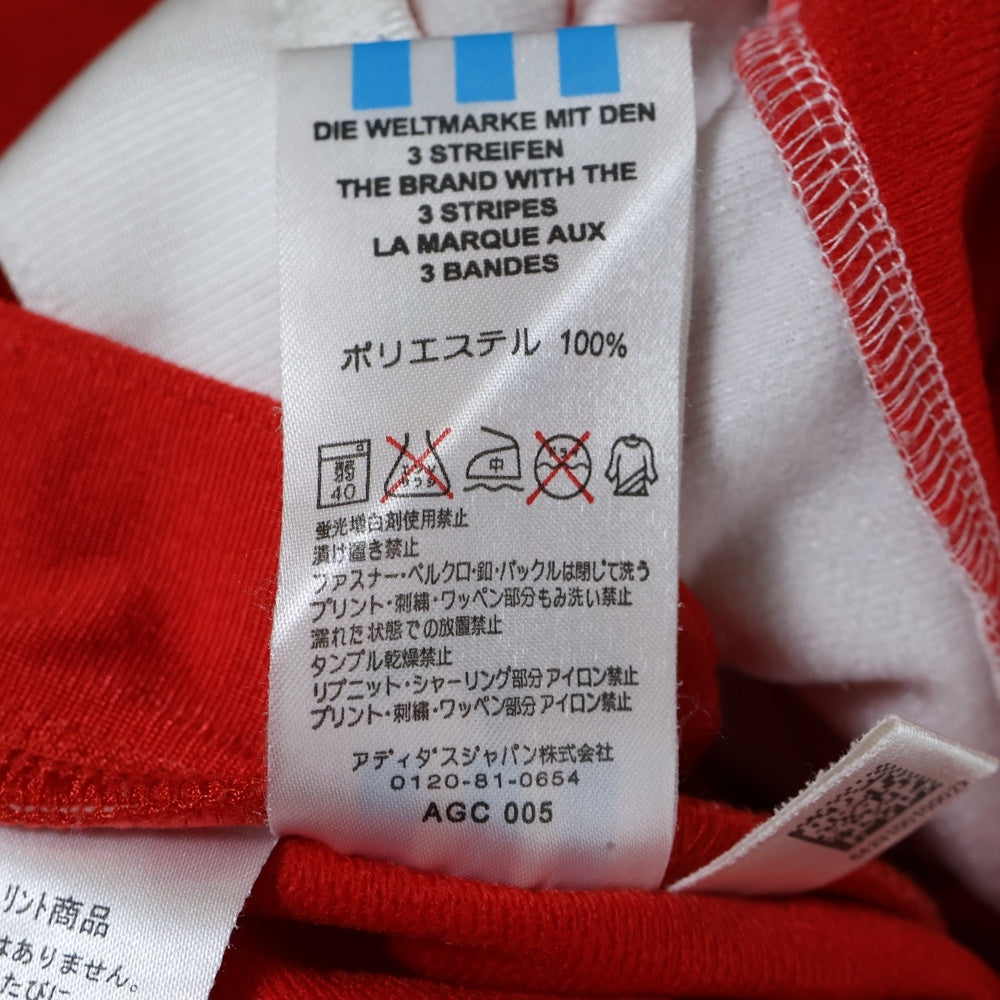 DIE WELTMARKE MIT DEN
3 STREIFEN
THE BRAND WITH THE
3 STRIPES
LA MARQUE AUX
3 BANDES
ポリエステル 100%
弱
40
中
蛍光増白剤使用禁止
漬け置き禁止
ファスナー・ベルクロ・釦・バックルは閉じて洗う
プリント・刺繍・ワッペン部分もみ洗い禁止
濡れた状態での放置禁止
タンブル乾燥禁止
リブニット・シャーリング部分アイロン禁止
プリント・刺繍・ワッペン部分アイロン禁止
アディダスジャパン株式会社
0120-81-0654
AGC 005
リント商品
はありません。
たびに